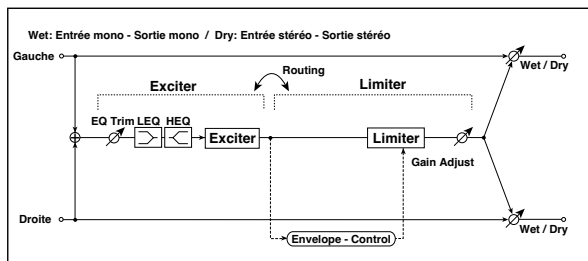 Wet: Entrée mono - Sortie mono / Dry: Entrée stéréo - Sortie stéréo
Gauche
Wet / Dry
Routing
Exciter
Limiter
EQ Trim LEQ HEQ
Exciter
Limiter
Gain Adjust
Droite
Wet / Dry
Envelope - Control